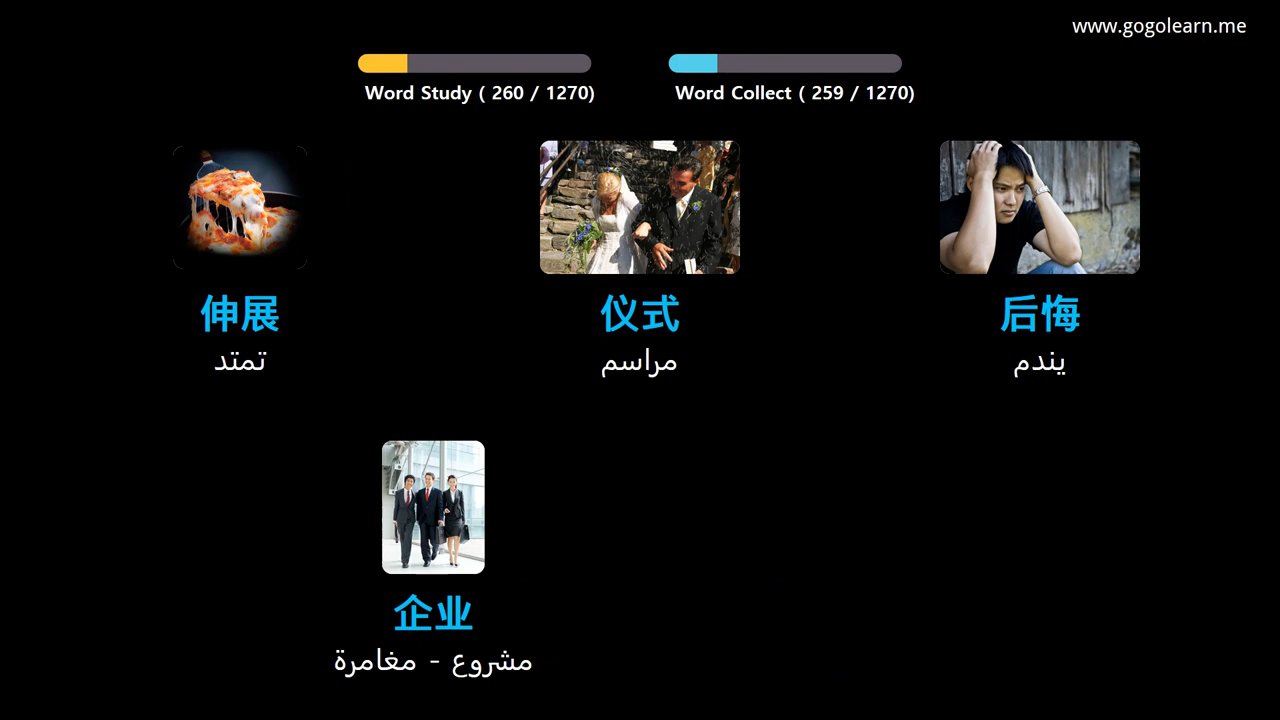 www.gogolearn.me
Word Study ( 260 / 1270)
Word Collect ( 259 / 1270)
伸展
تمتد
仪式
مراسم
后悔
يندم
企业
مشروع - مغامرة